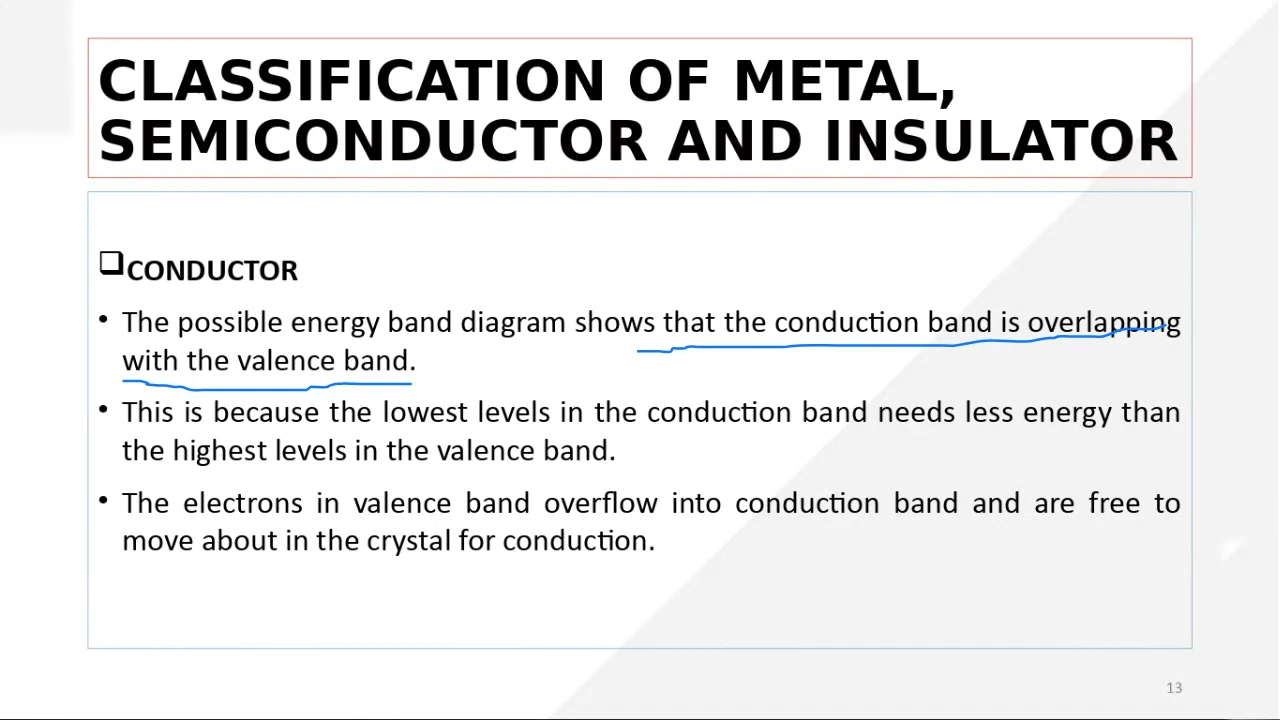 CLASSIFICATION OF METAL,
SEMICONDUCTOR AND INSULATOR
CONDUCTOR
• The possible energy band diagram shows that the conduction band is overlapping
with the valence band.
• This is because the lowest levels in the conduction band needs less energy than
the highest levels in the valence band.
• The electrons in valence band overflow into conduction band and are free to
move about in the crystal for conduction.
13